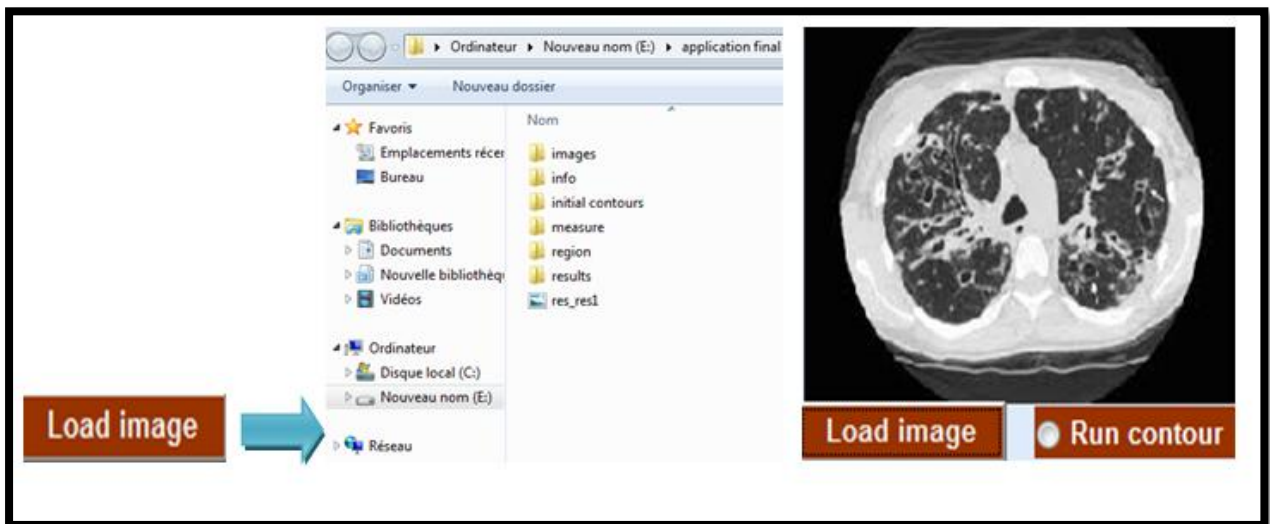 Ordinateur ▸ Nouveau nom (E:) ▸ application final
Organiser Nouveau dossier
Favoris
Emplacements récer
Bureau
Bibliothèques
Documents
Nouvelle bibliothèqu
Vidéos
Ordinateur
Disque local (C:)
Nouveau nom (E:)
Réseau
Nom
images
info
initial contours
measure
region
results
res_res1
Load image
Load image
Run contour